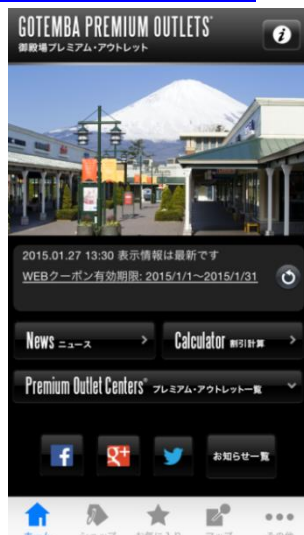 GOTEMBA PREMIUM OUTLETS®
御殿場プレミアム・アウトレット
2015.01.27 13:30 表示情報は最新です
WEBクーポン有効期限: 2015/1/1〜2015/1/31
News ニュース
Calculator 割引計算
Premium Outlet Centers® プレミアム・アウトレット一覧
お知らせ一覧